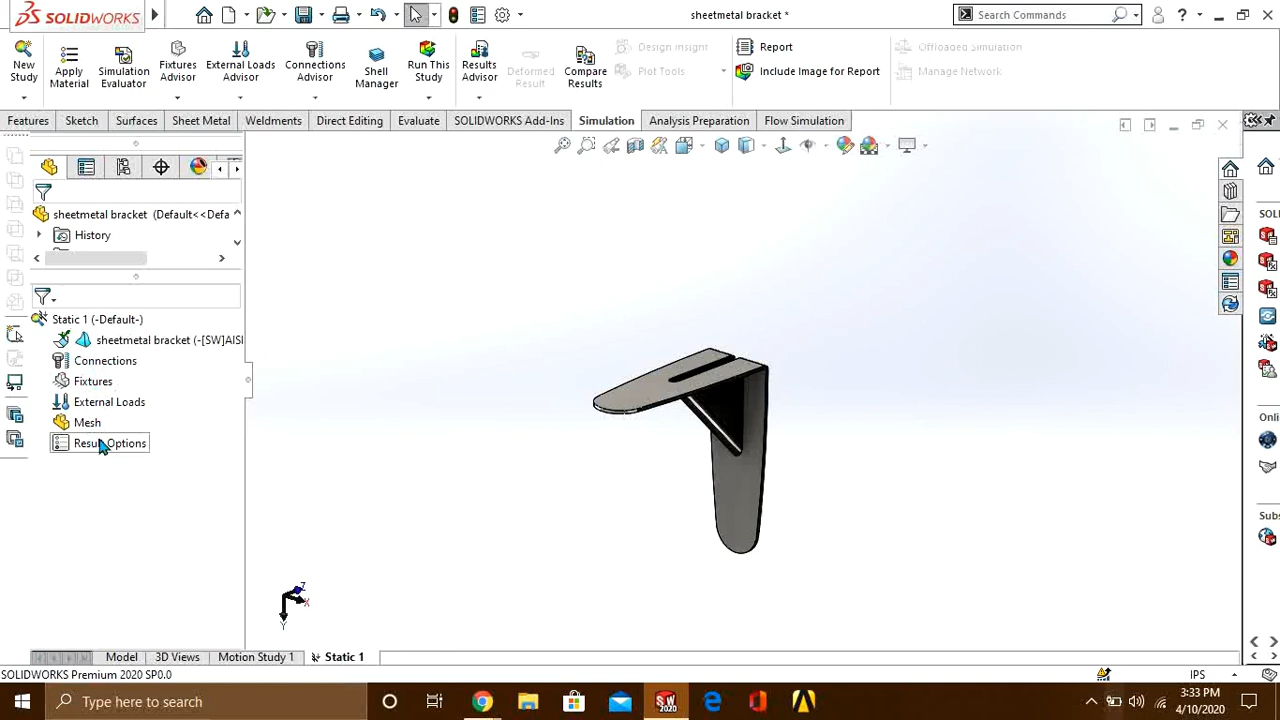 SOLIDWORKS
sheetmetal bracket *
Search Commands
?
New Study
Apply Material
Simulation Evaluator
Fixtures Advisor
External Loads Advisor
Connections Advisor
Shell Manager
Run This Study
Results Advisor
Deformed Result
Compare Results
Design Insight
Plot Tools
Report
Include Image for Report
Offloaded Simulation
Manage Network
Features
Sketch
Surfaces
Sheet Metal
Weldments
Direct Editing
Evaluate
SOLIDWORKS Add-Ins
Simulation
Analysis Preparation
Flow Simulation
sheetmetal bracket (Default<<Defa
History
Static 1 (-Default-)
sheetmetal bracket (-[SW]AISI
Connections
Fixtures
External Loads
Mesh
Result Options
Z
X
Y
SOL
Onli
Subs
Model
3D Views
Motion Study 1
Static 1
SOLIDWORKS Premium 2020 SP0.0
IPS
Type here to search
SW
2020
3:33 PM
4/10/2020